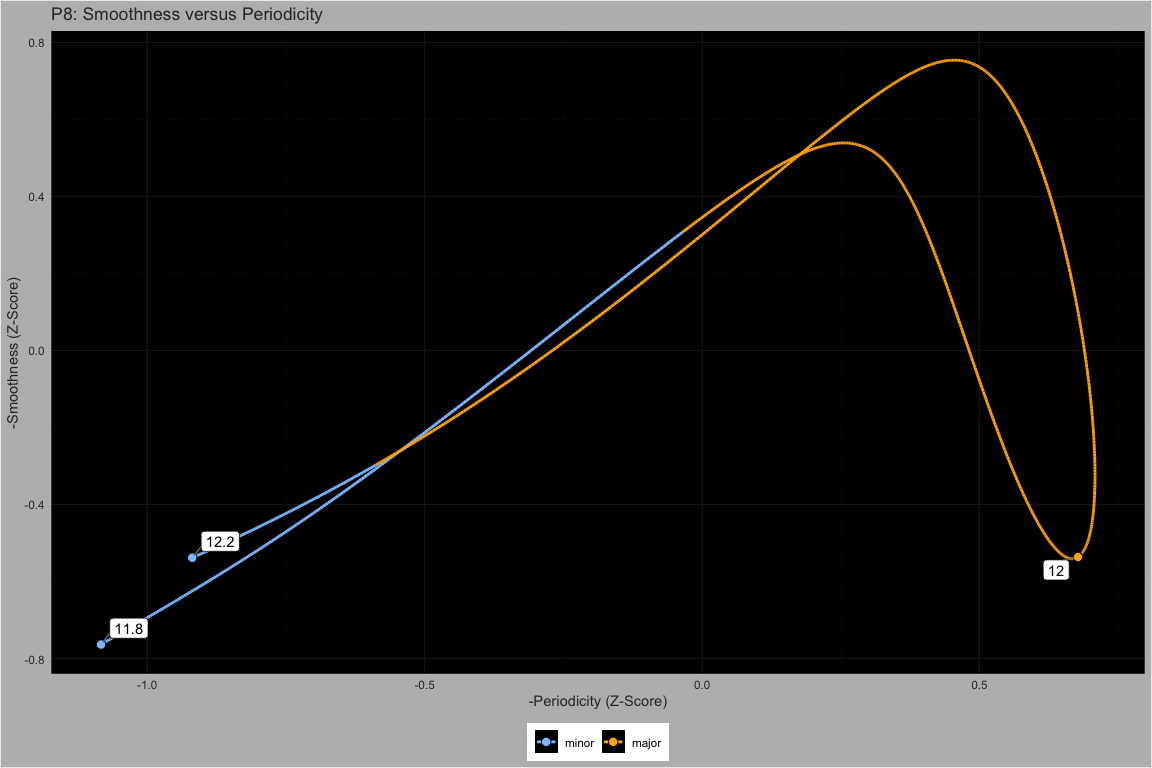 P8: Smoothness versus Periodicity
-Smoothness (Z-Score)
0.8
0.4
0.0
-0.4
-0.8
12.2
11.8
12
-1.0
-0.5
0.0
0.5
-Periodicity (Z-Score)
minor
major